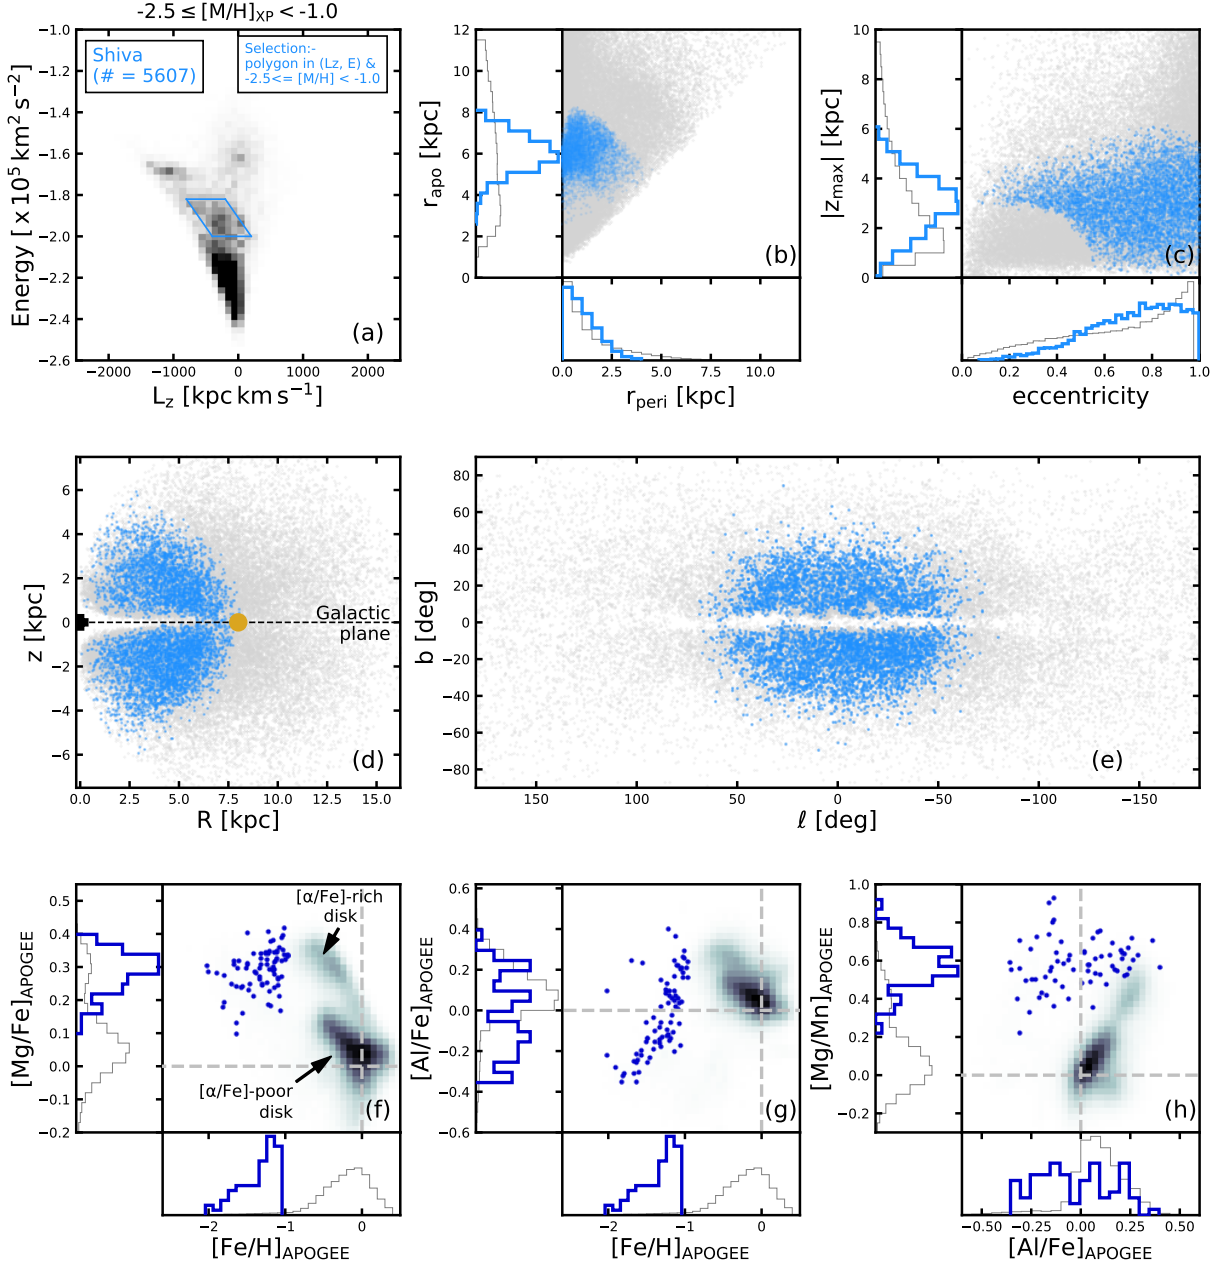 -2.5 ≤ [M/H]XP < -1.0
Shiva
(# = 5607)
Selection:-
polygon in (Lz, E) &
-2.5<= [M/H] < -1.0
Energy [ x 10⁵ km² s⁻²]
−1.0
−1.2
−1.4
−1.6
−1.8
−2.0
−2.2
−2.4
−2.6
(a)
−2000
−1000
0
1000
2000
Lz [kpc km s⁻¹]
rapo [kpc]
12
10
8
6
4
2
0
(b)
0.0
2.5
5.0
7.5
10.0
rperi [kpc]
|zmax| [kpc]
10
8
6
4
2
0
(c)
0.0
0.2
0.4
0.6
0.8
1.0
eccentricity
z [kpc]
6
4
2
0
−2
−4
−6
Galactic
plane
(d)
0.0
2.5
5.0
7.5
10.0
12.5
15.0
R [kpc]
b [deg]
80
60
40
20
0
−20
−40
−60
−80
(e)
150
100
50
0
−50
−100
−150
ℓ [deg]
[Mg/Fe]APOGEE
0.5
0.4
0.3
0.2
0.1
0.0
−0.1
−0.2
[α/Fe]-rich
disk
[α/Fe]-poor
disk
(f)
−2
−1
0
[Fe/H]APOGEE
[Al/Fe]APOGEE
0.6
0.4
0.2
0.0
−0.2
−0.4
−0.6
(g)
−2
−1
0
[Fe/H]APOGEE
[Mg/Mn]APOGEE
1.0
0.8
0.6
0.4
0.2
0.0
−0.2
(h)
−0.50
−0.25
0.00
0.25
0.50
[Al/Fe]APOGEE